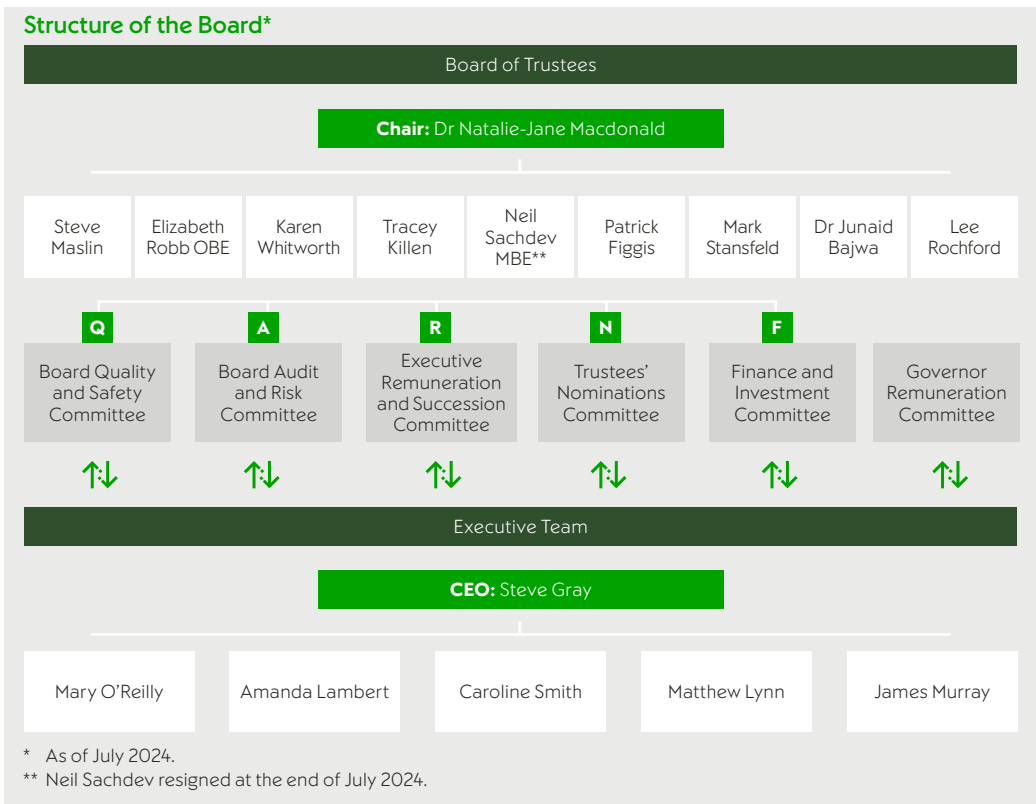 Structure of the Board*
Board of Trustees
Chair: Dr Natalie-Jane Macdonald
Steve
Maslin
Elizabeth
Robb OBE
Karen
Whitworth
Tracey
Killen
Neil
Sachdev
MBE**
Patrick
Figgis
Mark
Stansfeld
Dr Junaid
Bajwa
Lee
Rochford
Q
Board Quality
and Safety
Committee
A
Board Audit
and Risk
Committee
R
Executive
Remuneration
and Succession
Committee
N
Trustees’
Nominations
Committee
F
Finance and
Investment
Committee
Governor
Remuneration
Committee
Executive Team
CEO: Steve Gray
Mary O’Reilly
Amanda Lambert
Caroline Smith
Matthew Lynn
James Murray
* As of July 2024.
** Neil Sachdev resigned at the end of July 2024.